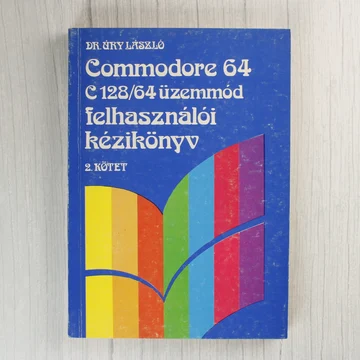 DR. ÚRY LÁSZLÓ
Commodore 64
C 128/64 üzemmód
felhasználói
kézikönyv
2. KÖTET